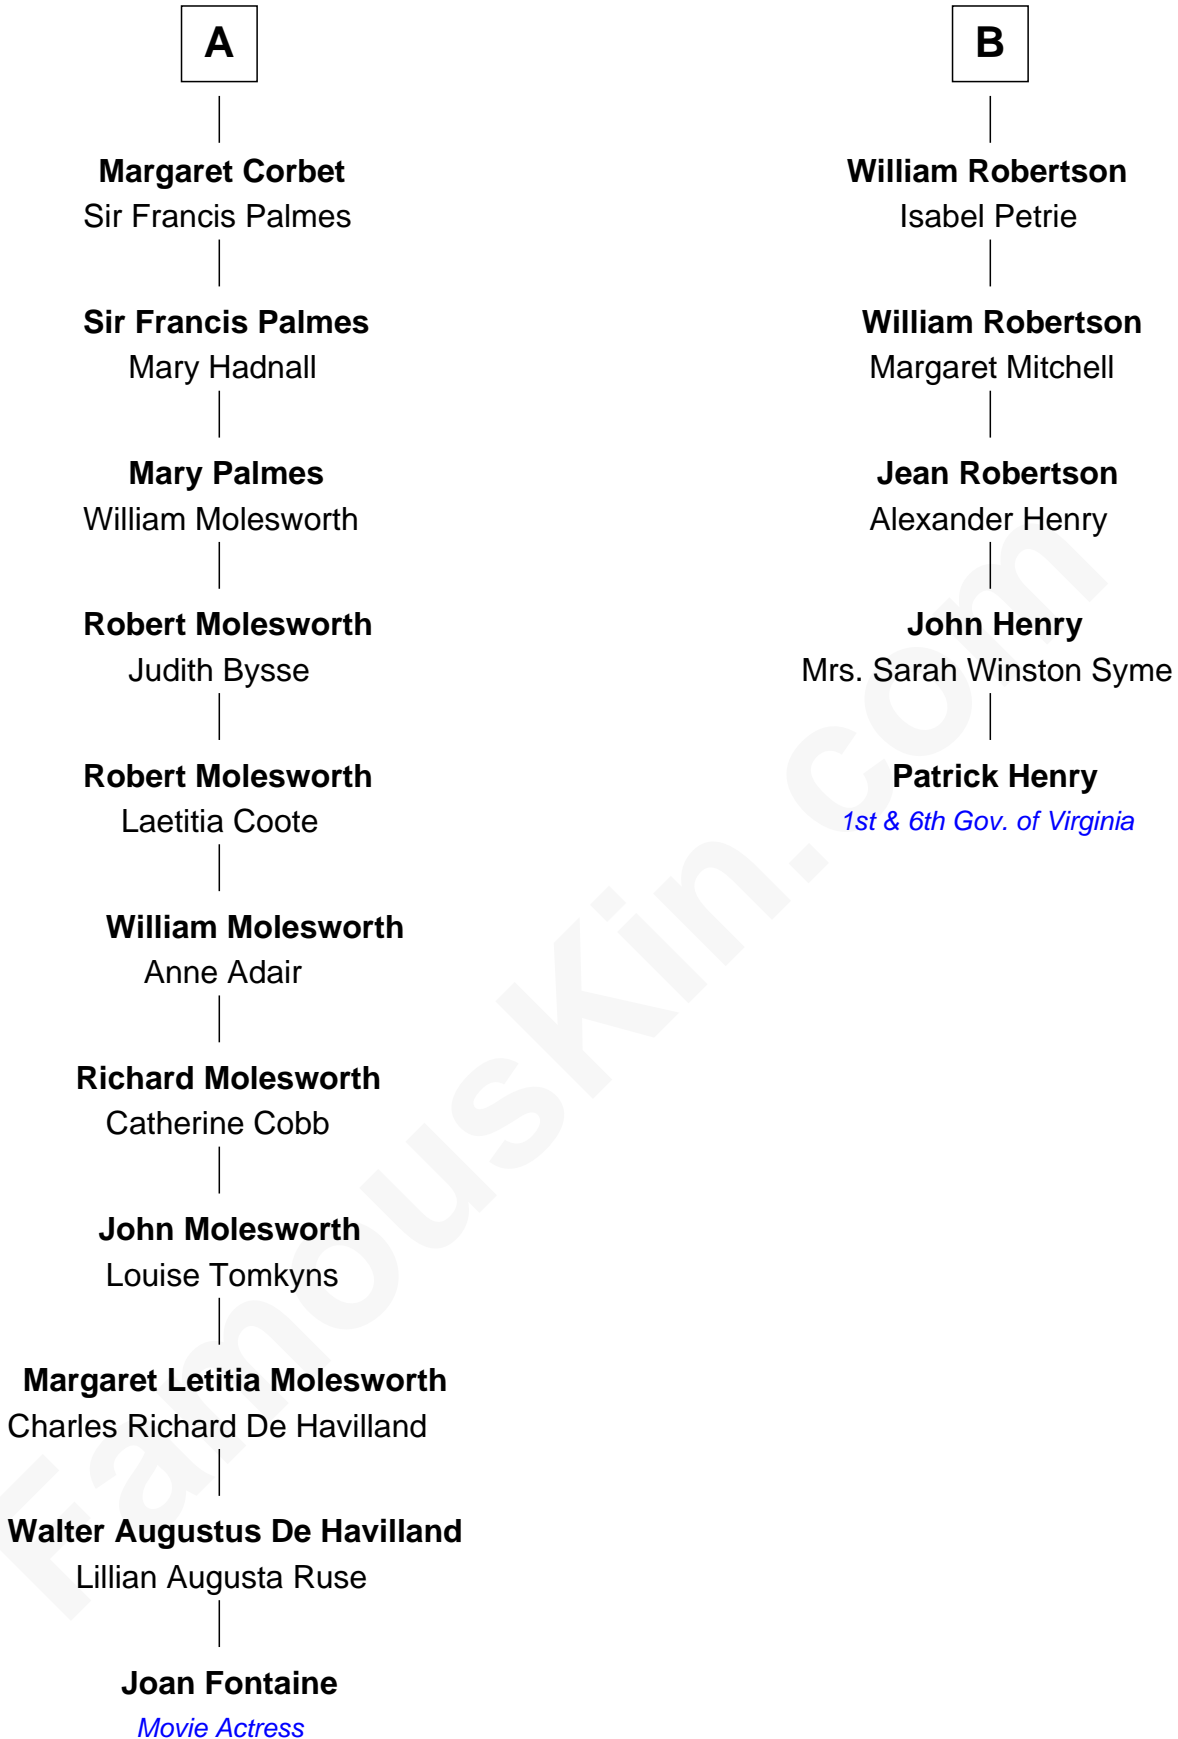 A
Margaret Corbet
Sir Francis Palmes
Sir Francis Palmes
Mary Hadnall
Mary Palmes
William Molesworth
Robert Molesworth
Judith Bysse
Robert Molesworth
Laetitia Coote
William Molesworth
Anne Adair
Richard Molesworth
Catherine Cobb
John Molesworth
Louise Tomkyns
Margaret Letitia Molesworth
Charles Richard De Havilland
Walter Augustus De Havilland
Lillian Augusta Ruse
Joan Fontaine
Movie Actress
B
William Robertson
Isabel Petrie
William Robertson
Margaret Mitchell
Jean Robertson
Alexander Henry
John Henry
Mrs. Sarah Winston Syme
Patrick Henry
1st & 6th Gov. of Virginia
FamousKin.com